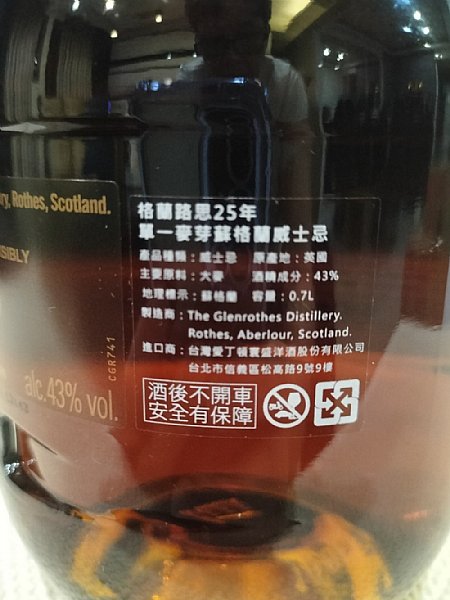 ry, Rothes, Scotland.
SIBLY
alc.43% vol.
CGR741
格蘭路思25年
單一麥芽蘇格蘭威士忌
產品種類：威士忌 原產地：英國
主要原料：大麥 酒精成分：43%
地理標示：蘇格蘭 容量：0.7L
製造商：The Glenrothes Distillery.
Rothes, Aberlour, Scotland.
進口商：台灣愛丁頓寰盛洋酒股份有限公司
台北市信義區松高路9號9樓
酒後不開車
安全有保障